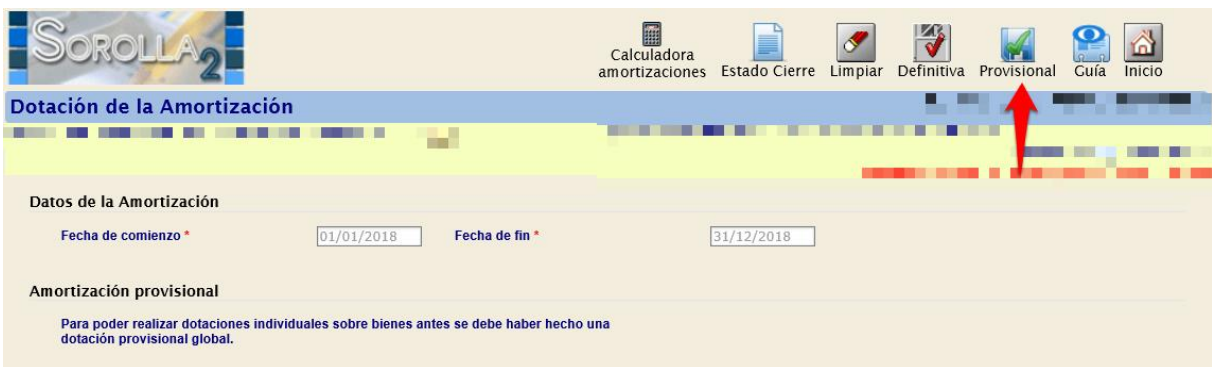 SOROLLA2
Calculadora
amortizaciones
Estado Cierre
Limpiar
Definitiva
Provisional
Guía
Inicio
Dotación de la Amortización
Datos de la Amortización
Fecha de comienzo * 01/01/2018 Fecha de fin * 31/12/2018
Amortización provisional
Para poder realizar dotaciones individuales sobre bienes antes se debe haber hecho una
dotación provisional global.